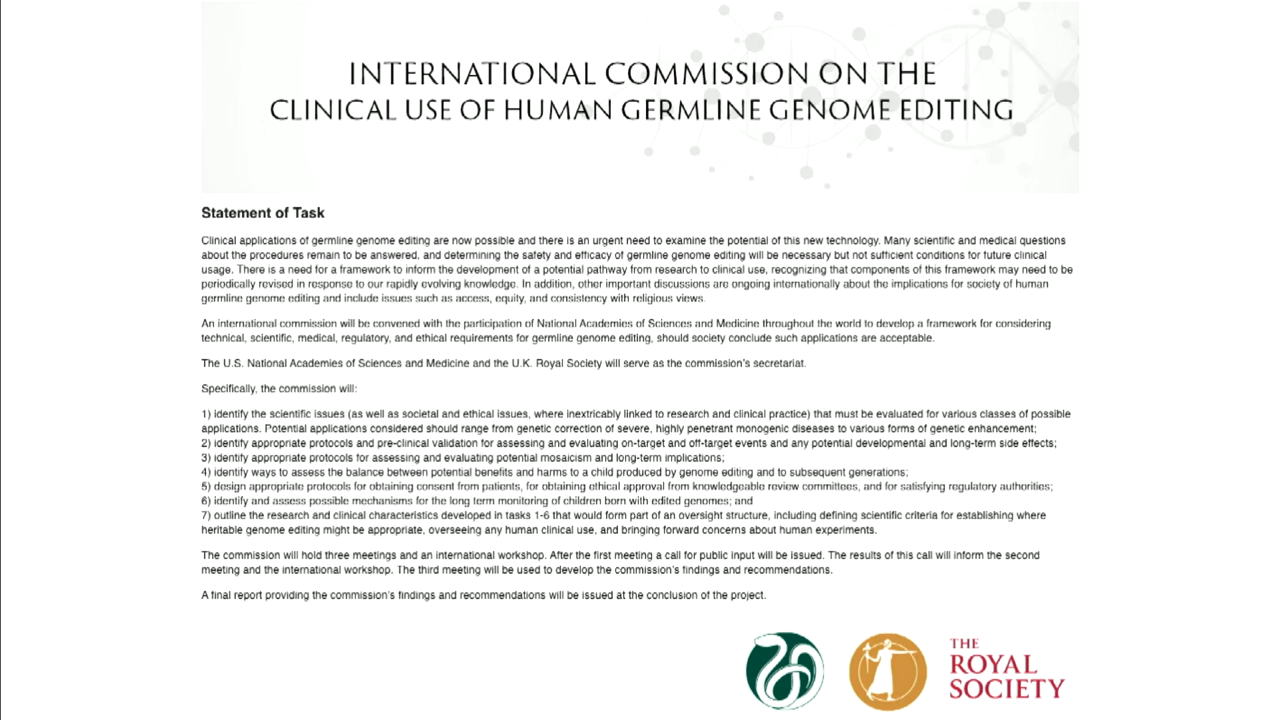 INTERNATIONAL COMMISSION ON THE
CLINICAL USE OF HUMAN GERMLINE GENOME EDITING
Statement of Task
Clinical applications of germline genome editing are now possible and there is an urgent need to examine the potential of this new technology. Many scientific and medical questions
about the procedures remain to be answered, and determining the safety and efficacy of germline genome editing will be necessary but not sufficient conditions for future clinical
usage. There is a need for a framework to inform the development of a potential pathway from research to clinical use, recognizing that components of this framework may need to be
periodically revised in response to our rapidly evolving knowledge. In addition, other important discussions are ongoing internationally about the implications for society of human
germline genome editing and include issues such as access, equity, and consistency with religious views.
An international commission will be convened with the participation of National Academies of Sciences and Medicine throughout the world to develop a framework for considering
technical, scientific, medical, regulatory, and ethical requirements for germline genome editing, should society conclude such applications are acceptable.
The U.S. National Academies of Sciences and Medicine and the U.K. Royal Society will serve as the commission's secretariat.
Specifically, the commission will:
1) identify the scientific issues (as well as societal and ethical issues, where inextricably linked to research and clinical practice) that must be evaluated for various classes of possible
applications. Potential applications considered should range from genetic correction of severe, highly penetrant monogenic diseases to various forms of genetic enhancement;
2) identify appropriate protocols and pre-clinical validation for assessing and evaluating on-target and off-target events and any potential developmental and long-term side effects;
3) identify appropriate protocols for assessing and evaluating potential mosaicism and long-term implications;
4) identify ways to assess the balance between potential benefits and harms to a child produced by genome editing and to subsequent generations;
5) design appropriate protocols for obtaining consent from patients, for obtaining ethical approval from knowledgeable review committees, and for satisfying regulatory authorities;
6) identify and assess possible mechanisms for the long term monitoring of children born with edited genomes; and
7) outline the research and clinical characteristics developed in tasks 1-6 that would form part of an oversight structure, including defining scientific criteria for establishing where
heritable genome editing might be appropriate, overseeing any human clinical use, and bringing forward concerns about human experiments.
The commission will hold three meetings and an international workshop. After the first meeting a call for public input will be issued. The results of this call will inform the second
meeting and the international workshop. The third meeting will be used to develop the commission's findings and recommendations.
A final report providing the commission's findings and recommendations will be issued at the conclusion of the project.
THE
ROYAL
SOCIETY